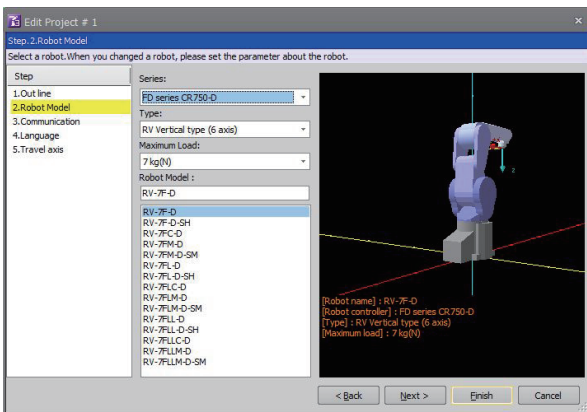 Edit Project # 1
Step.2.Robot Model
Select a robot.When you changed a robot, please set the parameter about the robot.
Step
1.Out line
2.Robot Model
3.Communication
4.Language
5.Travel axis
Series:
FD series CR750-D
Type:
RV Vertical type (6 axis)
Maximum Load:
7 kg(N)
Robot Model :
RV-7F-D
RV-7F-D
RV-7F-D-SH
RV-7FC-D
RV-7FM-D
RV-7FM-D-SM
RV-7FL-D
RV-7FL-D-SH
RV-7FLC-D
RV-7FLM-D
RV-7FLM-D-SM
RV-7FLL-D
RV-7FLL-D-SH
RV-7FLLC-D
RV-7FLLM-D
RV-7FLLM-D-SM
z
[Robot name] : RV-7F-D
[Robot controller] : FD series CR750-D
[Type] : RV Vertical type (6 axis)
[Maximum load] : 7 kg(N)
< Back
Next >
Finish
Cancel